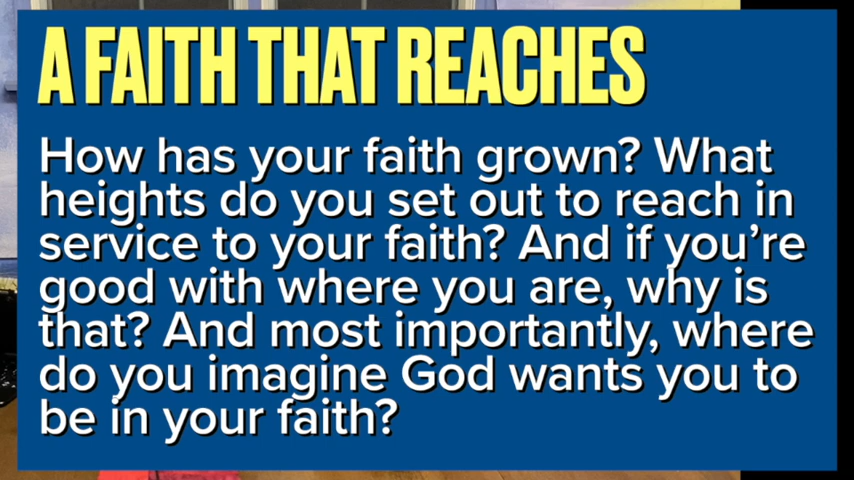 A FAITH THAT REACHES
How has your faith grown? What
heights do you set out to reach in
service to your faith? And if you’re
good with where you are, why is
that? And most importantly, where
do you imagine God wants you to
be in your faith?